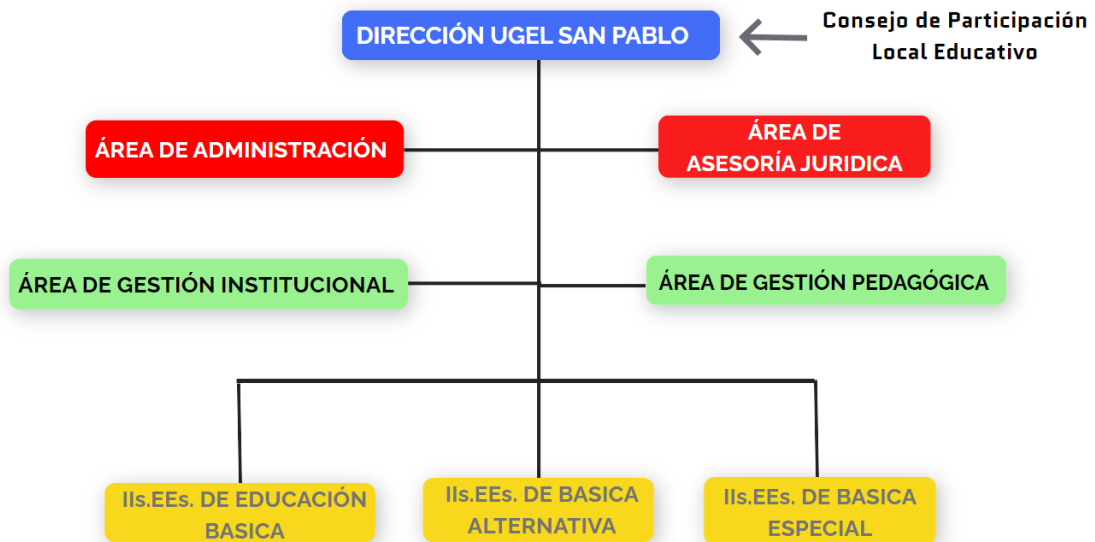 DIRECCIÓN UGEL SAN PABLO
Consejo de Participación
Local Educativo
ÁREA DE ADMINISTRACIÓN
ÁREA DE
ASESORÍA JURIDICA
ÁREA DE GESTIÓN INSTITUCIONAL
ÁREA DE GESTIÓN PEDAGÓGICA
IIs.EEs. DE EDUCACIÓN
BASICA
IIs.EEs. DE BASICA
ALTERNATIVA
IIs.EEs. DE BASICA
ESPECIAL